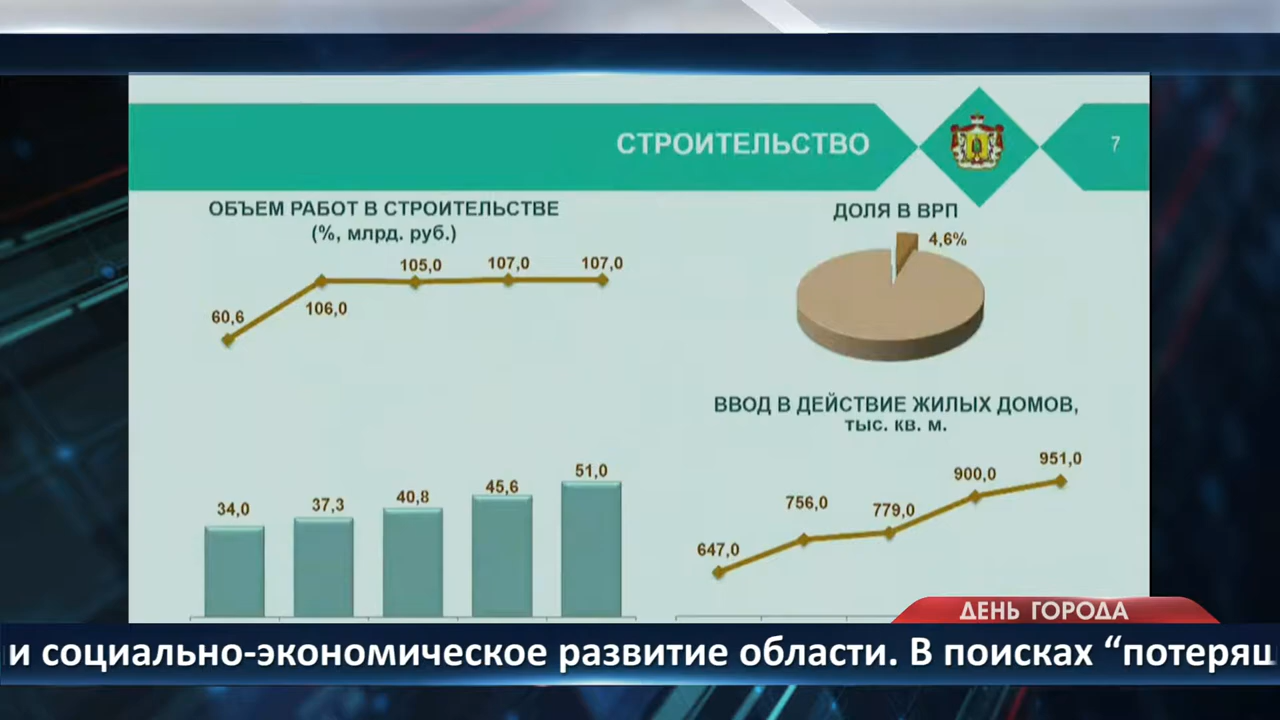 СТРОИТЕЛЬСТВО
7
ОБЪЕМ РАБОТ В СТРОИТЕЛЬСТВЕ
(%, млрд. руб.)
60,6
106,0
105,0
107,0
107,0
34,0
37,3
40,8
45,6
51,0
ДОЛЯ В ВРП
4,6%
ВВОД В ДЕЙСТВИЕ ЖИЛЫХ ДОМОВ,
тыс. кв. м.
647,0
756,0
779,0
900,0
951,0
ДЕНЬ ГОРОДА
и социально-экономическое развитие области. В поисках “потеряш